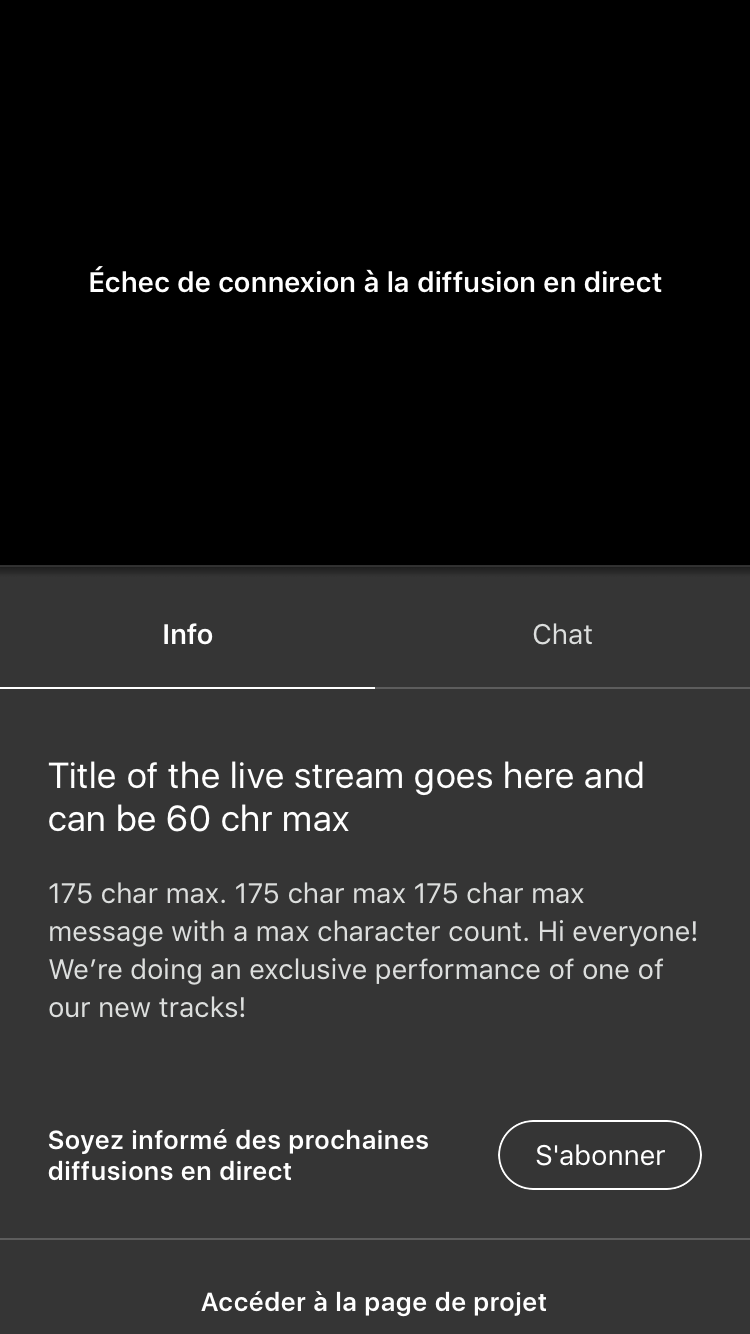 Échec de connexion à la diffusion en direct
Info
Chat
Title of the live stream goes here and
can be 60 chr max
175 char max. 175 char max 175 char max
message with a max character count. Hi everyone!
We’re doing an exclusive performance of one of
our new tracks!
Soyez informé des prochaines
diffusions en direct
S'abonner
Accéder à la page de projet